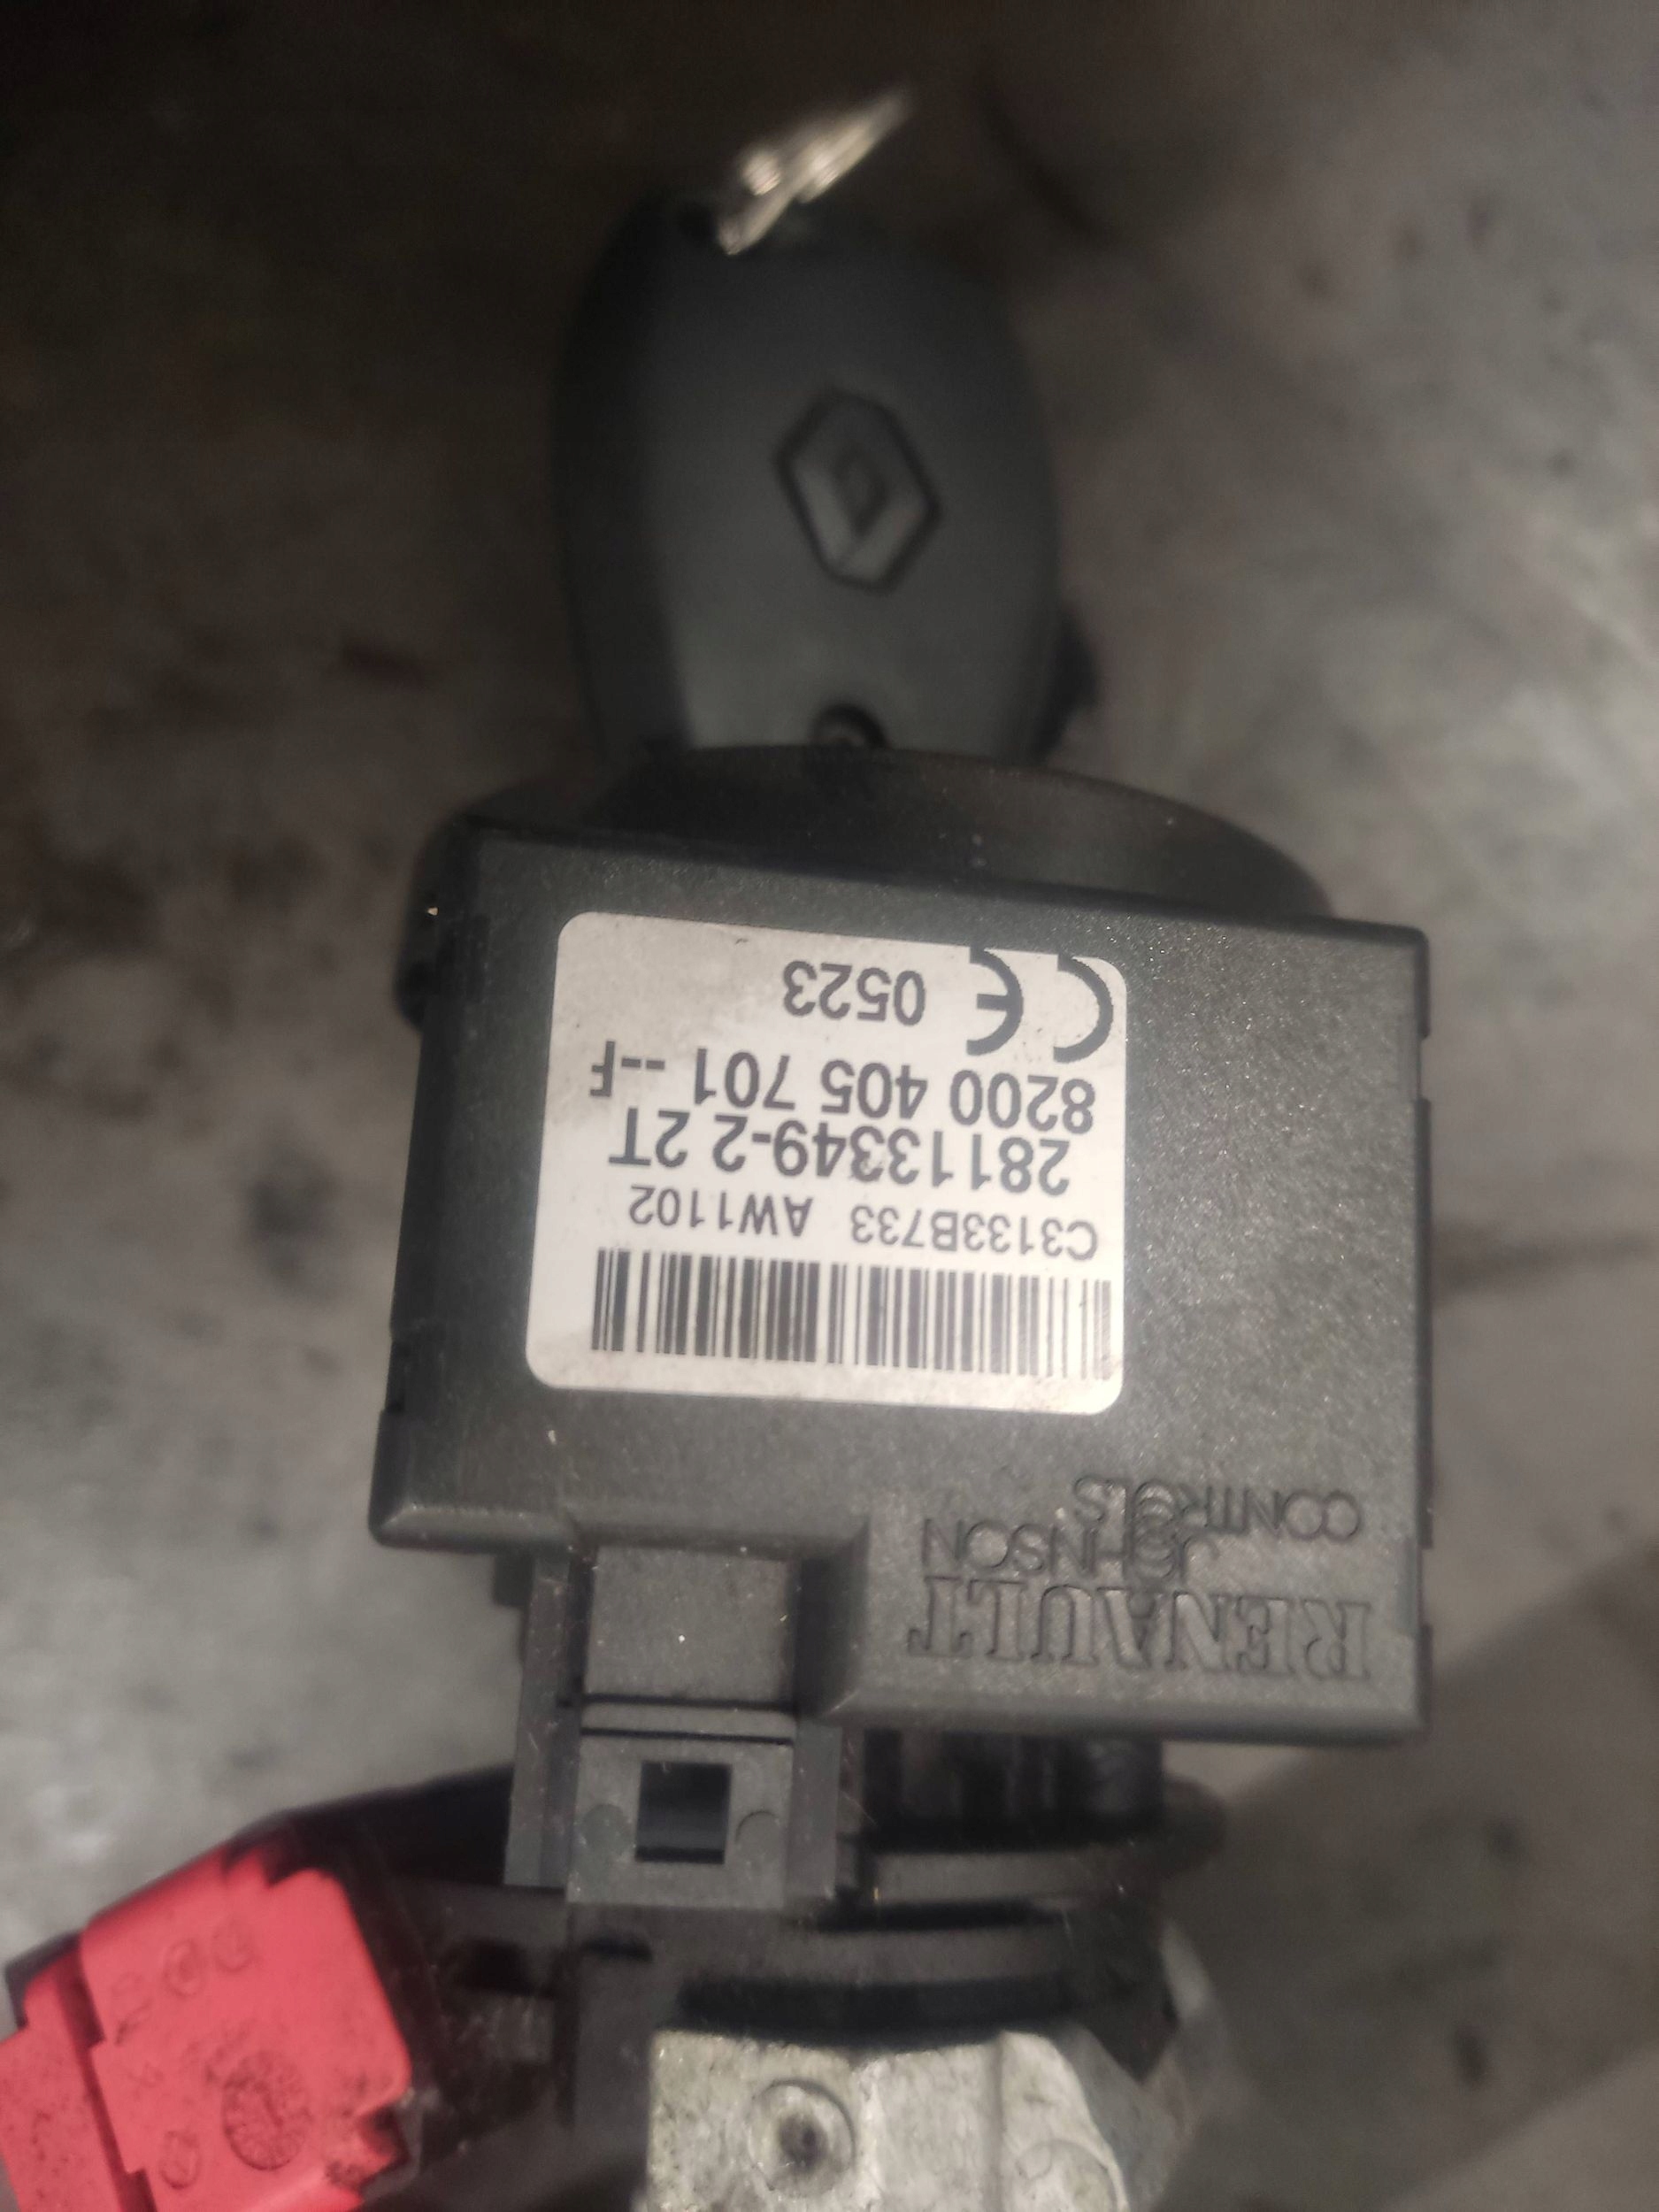 RENAULT
JOHNSON
CONTROLS
C3133B733 AW1102
28113349-2 2T
8200 405 701 --F
CE 0523